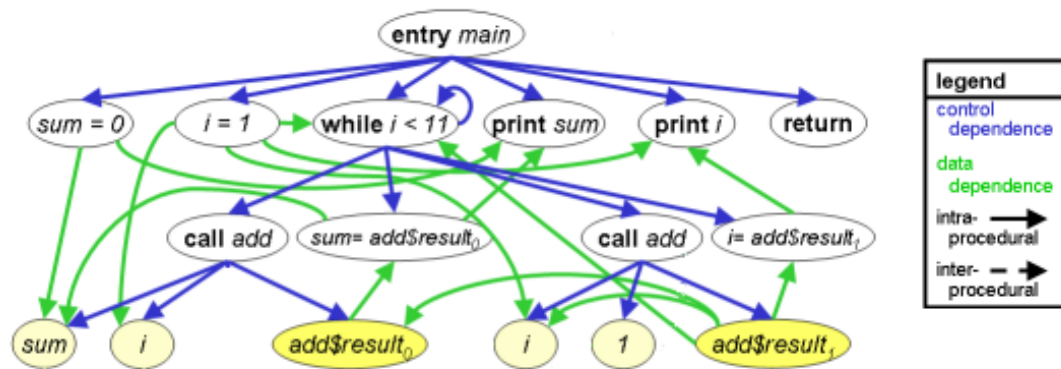 entry main
sum = 0
i = 1
while i < 11
print sum
print i
return
call add
sum= add$result0
call add
i= add$result1
sum
i
add$result0
i
1
add$result1
legend
control
dependence
data
dependence
intra-
procedural
inter-
procedural